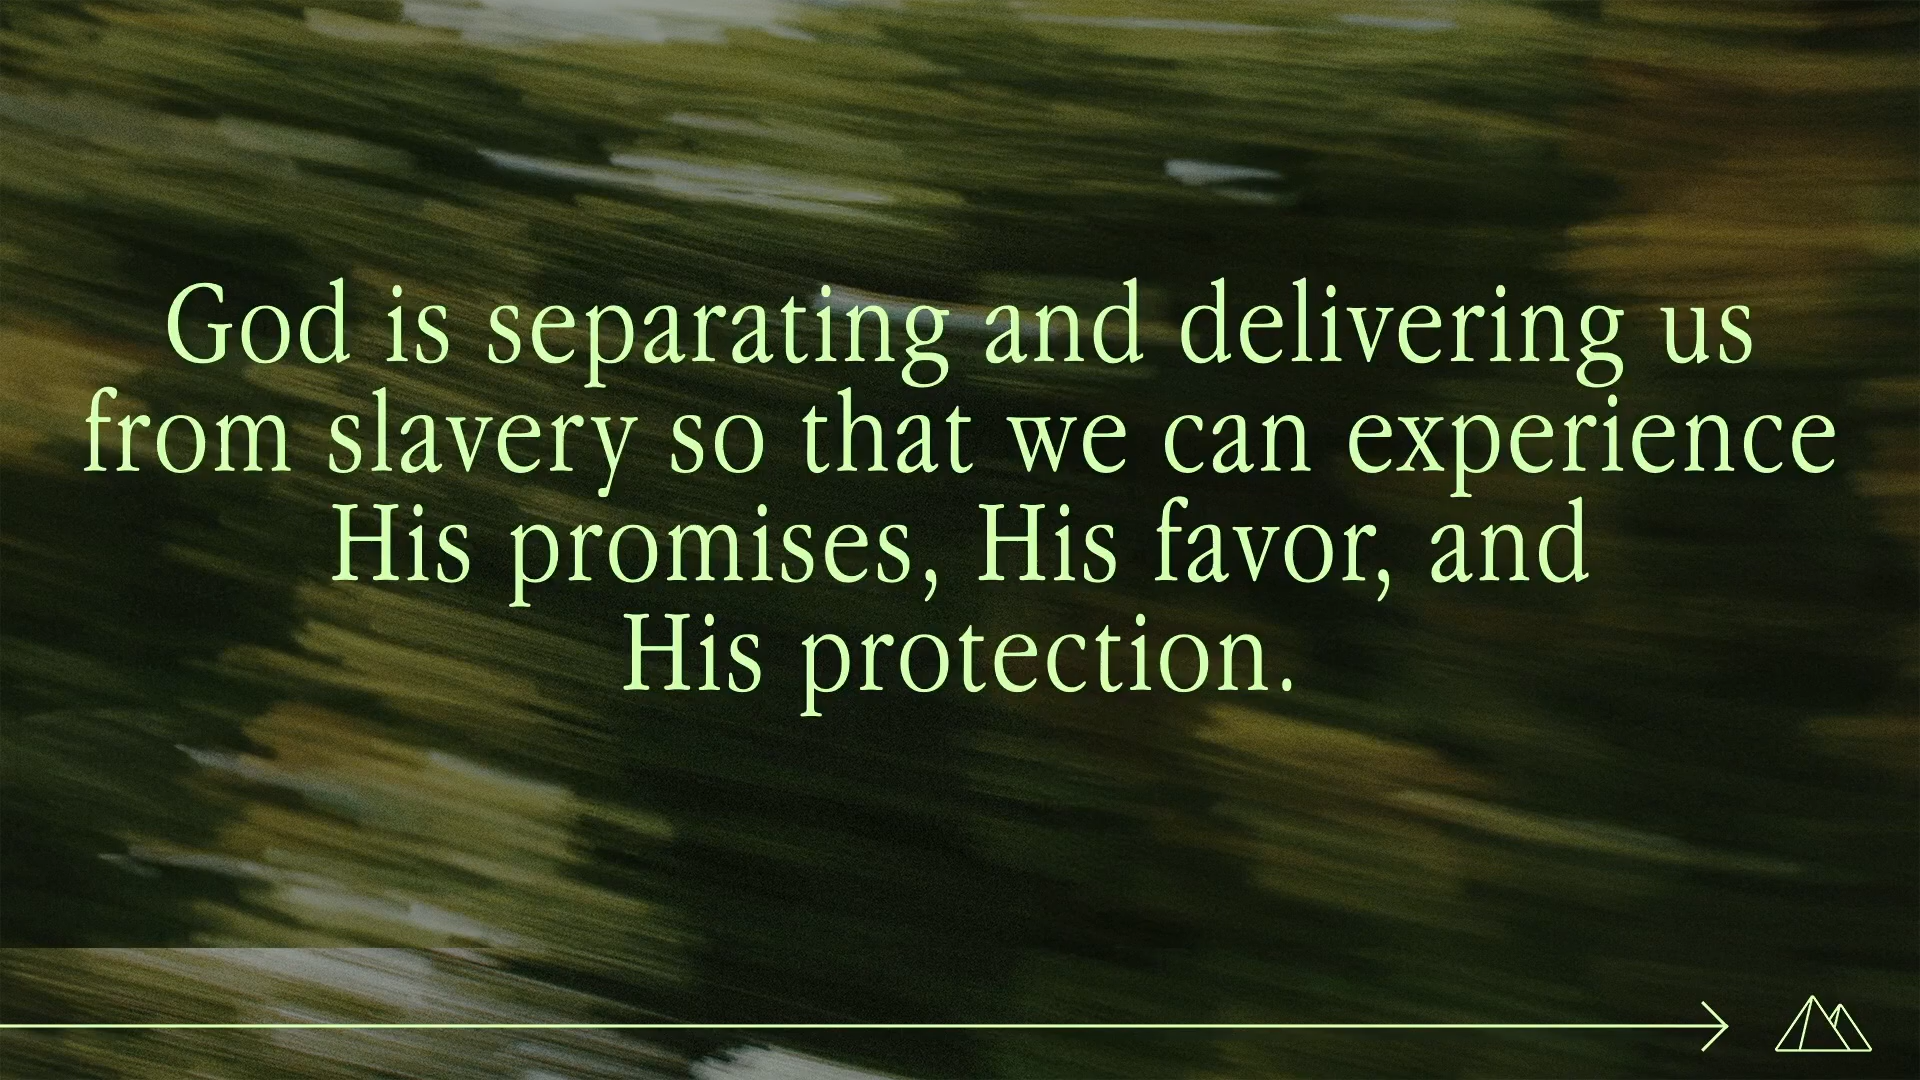 God is separating and delivering us
from slavery so that we can experience
His promises, His favor, and
His protection.